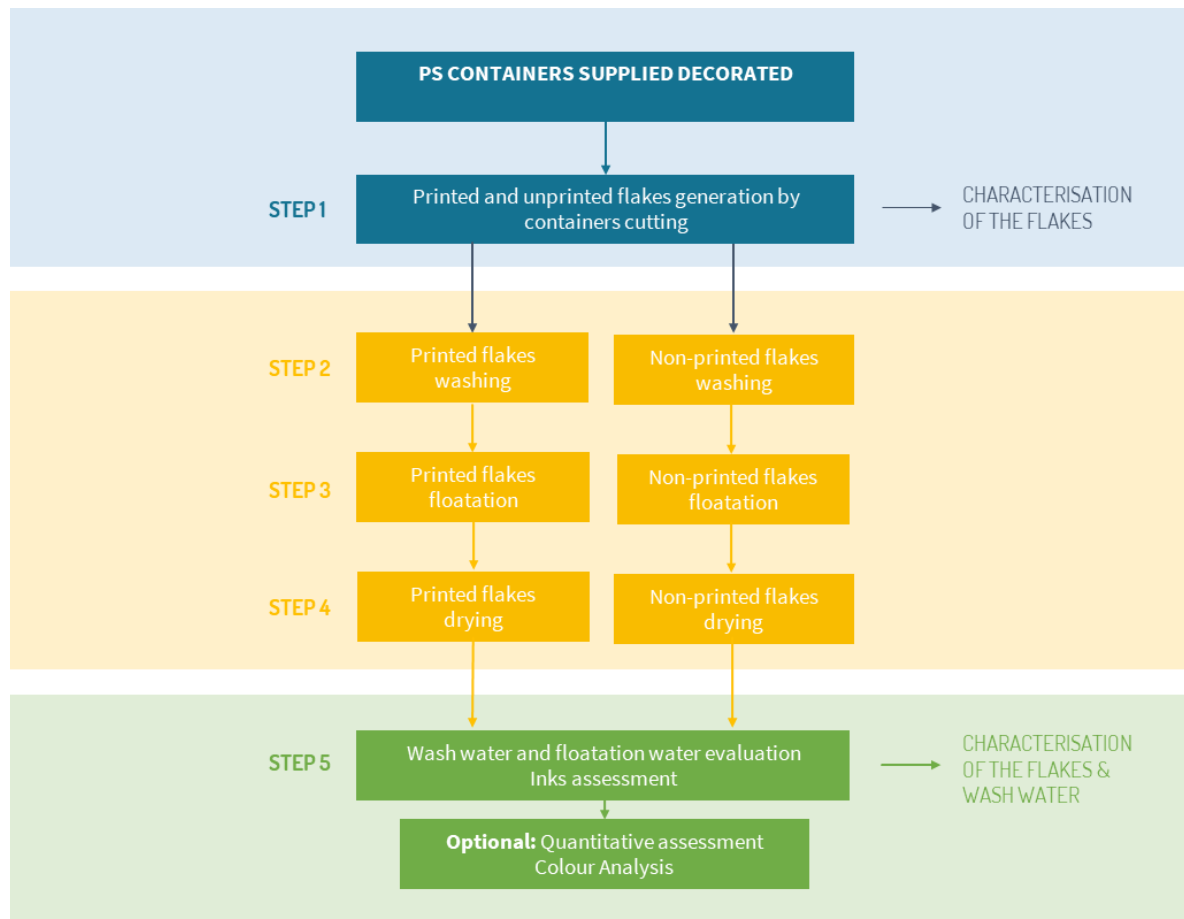 PS CONTAINERS SUPPLIED DECORATED
STEP 1
Printed and unprinted flakes generation by
containers cutting
CHARACTERISATION
OF THE FLAKES
STEP 2
Printed flakes
washing
Non-printed flakes
washing
STEP 3
Printed flakes
floatation
Non-printed flakes
floatation
STEP 4
Printed flakes
drying
Non-printed flakes
drying
STEP 5
Wash water and floatation water evaluation
Inks assessment
CHARACTERISATION
OF THE FLAKES &
WASH WATER
Optional: Quantitative assessment
Colour Analysis